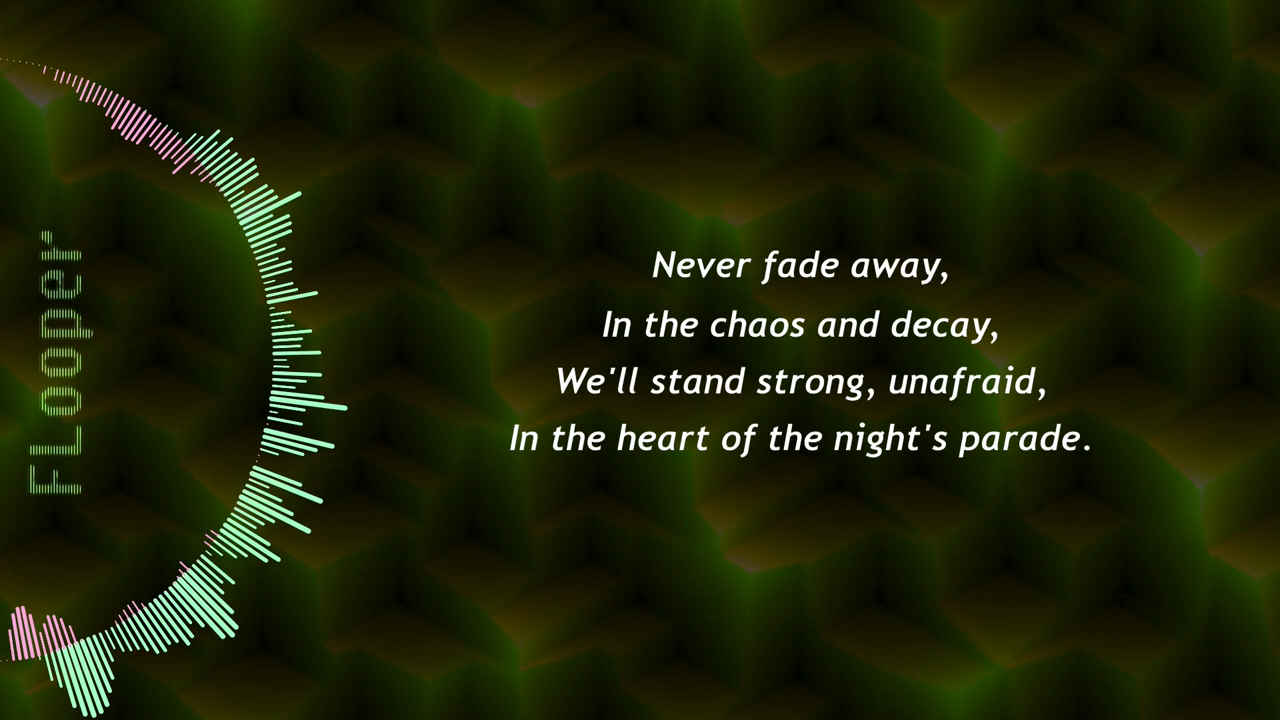 FLooper
Never fade away,
In the chaos and decay,
We'll stand strong, unafraid,
In the heart of the night's parade.